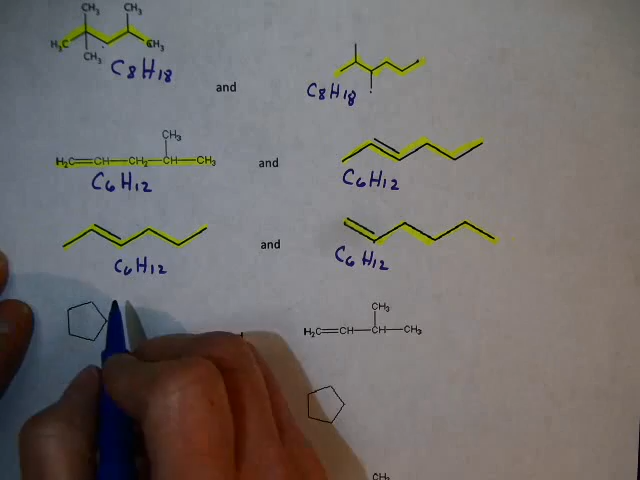 CH₃ CH₃
H₃C CH₃
CH₃
C₈H₁₈ and C₈H₁₈
CH₃
H₂C=CH—CH₂—CH—CH₃ and
C₆H₁₂ C₆H₁₂
and
C₆H₁₂ C₆H₁₂
CH₃
H₂C=CH—CH—CH₃
CH₃